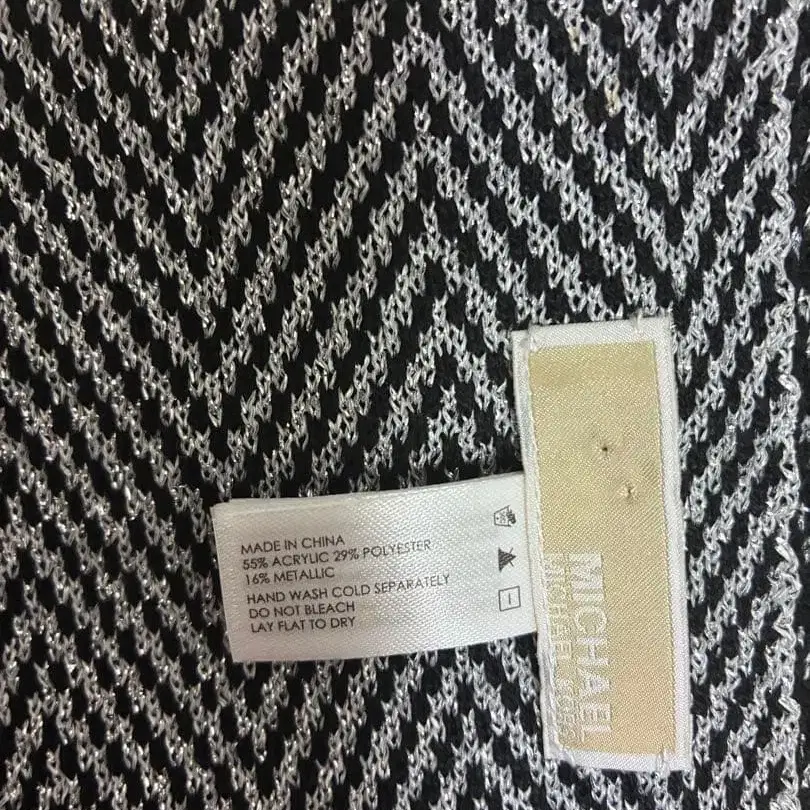 MADE IN CHINA
55% ACRYLIC 29% POLYESTER
16% METALLIC
HAND WASH COLD SEPARATELY
DO NOT BLEACH
LAY FLAT TO DRY
MICHAEL
MICHAEL KORS